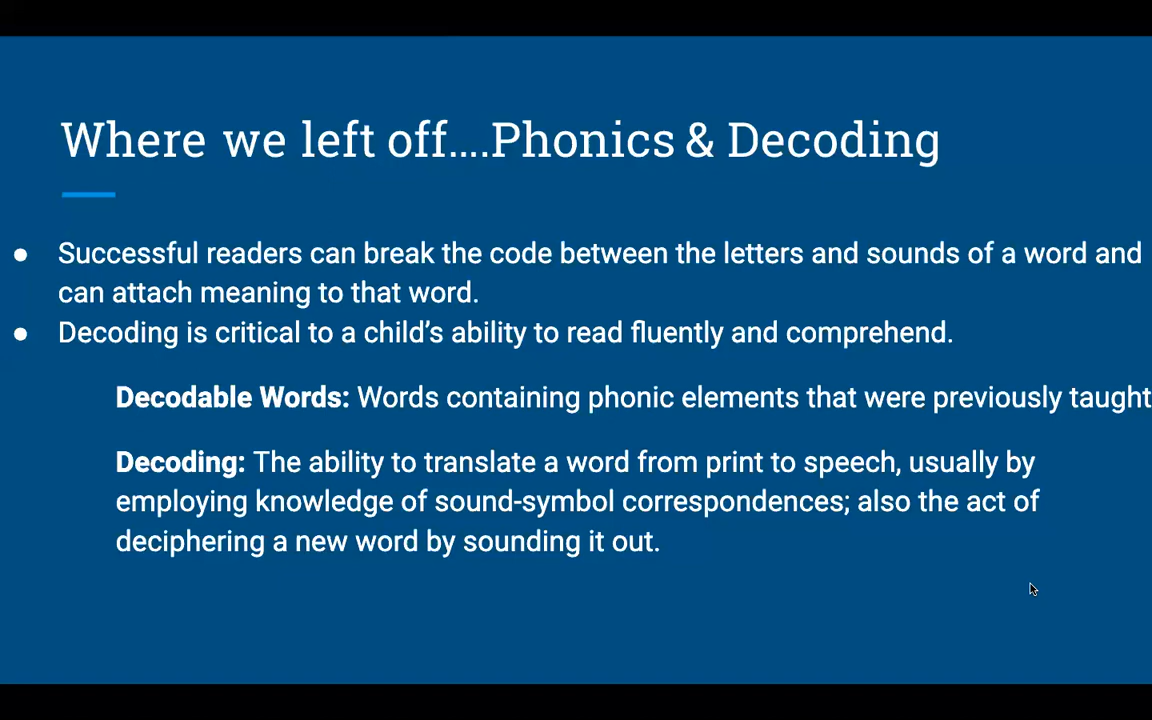 Where we left off....Phonics & Decoding
● Successful readers can break the code between the letters and sounds of a word and
can attach meaning to that word.
● Decoding is critical to a child’s ability to read fluently and comprehend.
Decodable Words: Words containing phonic elements that were previously taught
Decoding: The ability to translate a word from print to speech, usually by
employing knowledge of sound-symbol correspondences; also the act of
deciphering a new word by sounding it out.